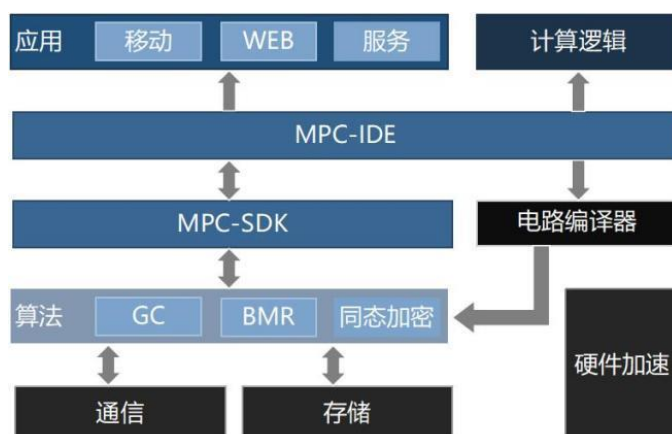 应用 移动 WEB 服务
计算逻辑
MPC-IDE
MPC-SDK
电路编译器
算法 GC BMR 同态加密
硬件加速
通信
存储